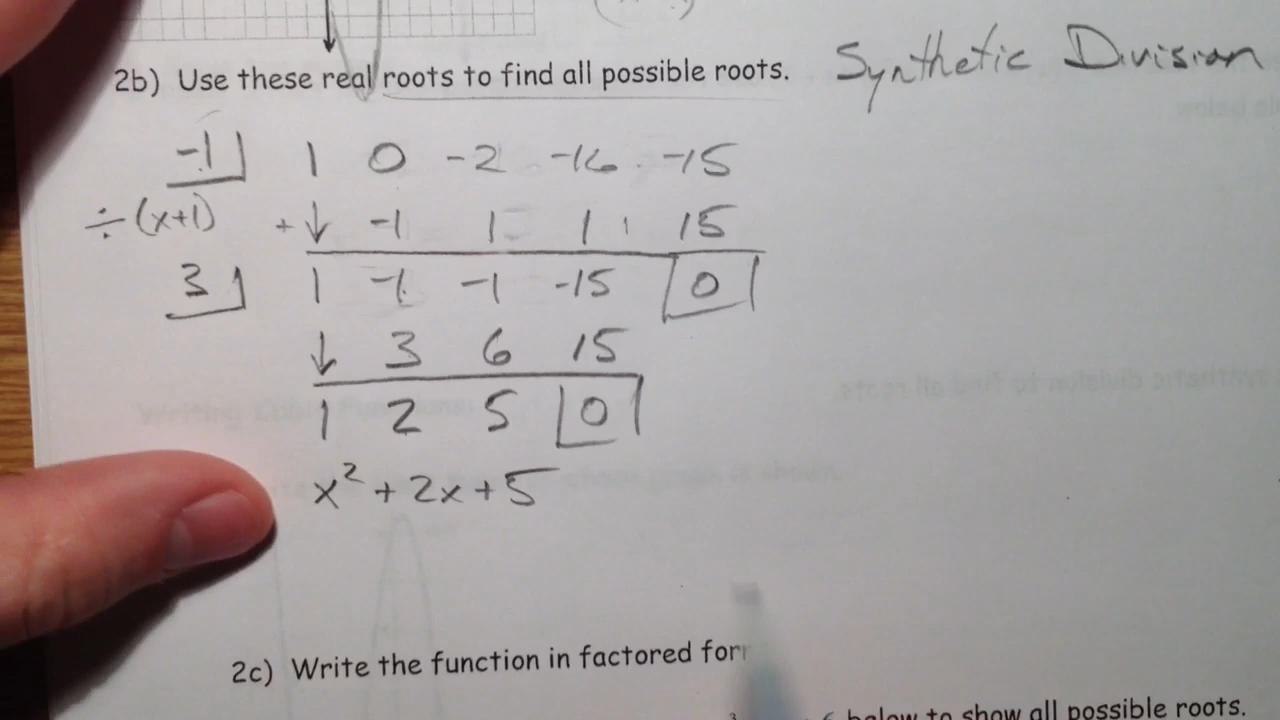 2b) Use these real roots to find all possible roots. Synthetic Division
-1 1 0 -2 -16 -15
÷(x+1) +↓ -1 1 1 15
3 1 -1 -1 -15 0
↓ 3 6 15
1 2 5 0
x² + 2x + 5
2c) Write the function in factored for
below to show all possible roots.